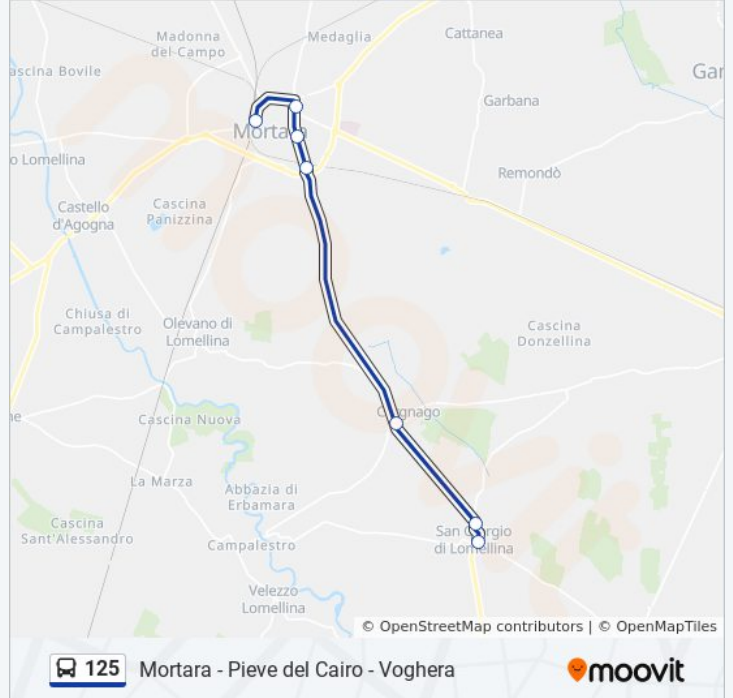 Madonna
del Campo
Medaglia
Cattanea
ascina Bovile
Gar
Garbana
Mortara
o Lomellina
Remondò
Castello
d'Agogna
Cascina
Panizzina
Chiusa di
Campalestro
Olevano di
Lomellina
Cascina
Donzellina
ne
Cascina Nuova
La Marza
Abbazia di
Erbamara
San Giorgio
di Lomellina
Cascina
Sant'Alessandro
Campalestro
Velezzo
Lomellina
© OpenStreetMap contributors | © OpenMapTiles
125 Mortara - Pieve del Cairo - Voghera
moovit